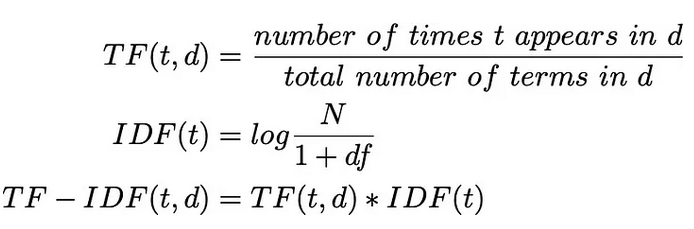 TF(t, d) = number of times t appears in d / total number of terms in d
IDF(t) = log N / 1 + df
TF − IDF(t, d) = TF(t, d) * IDF(t)